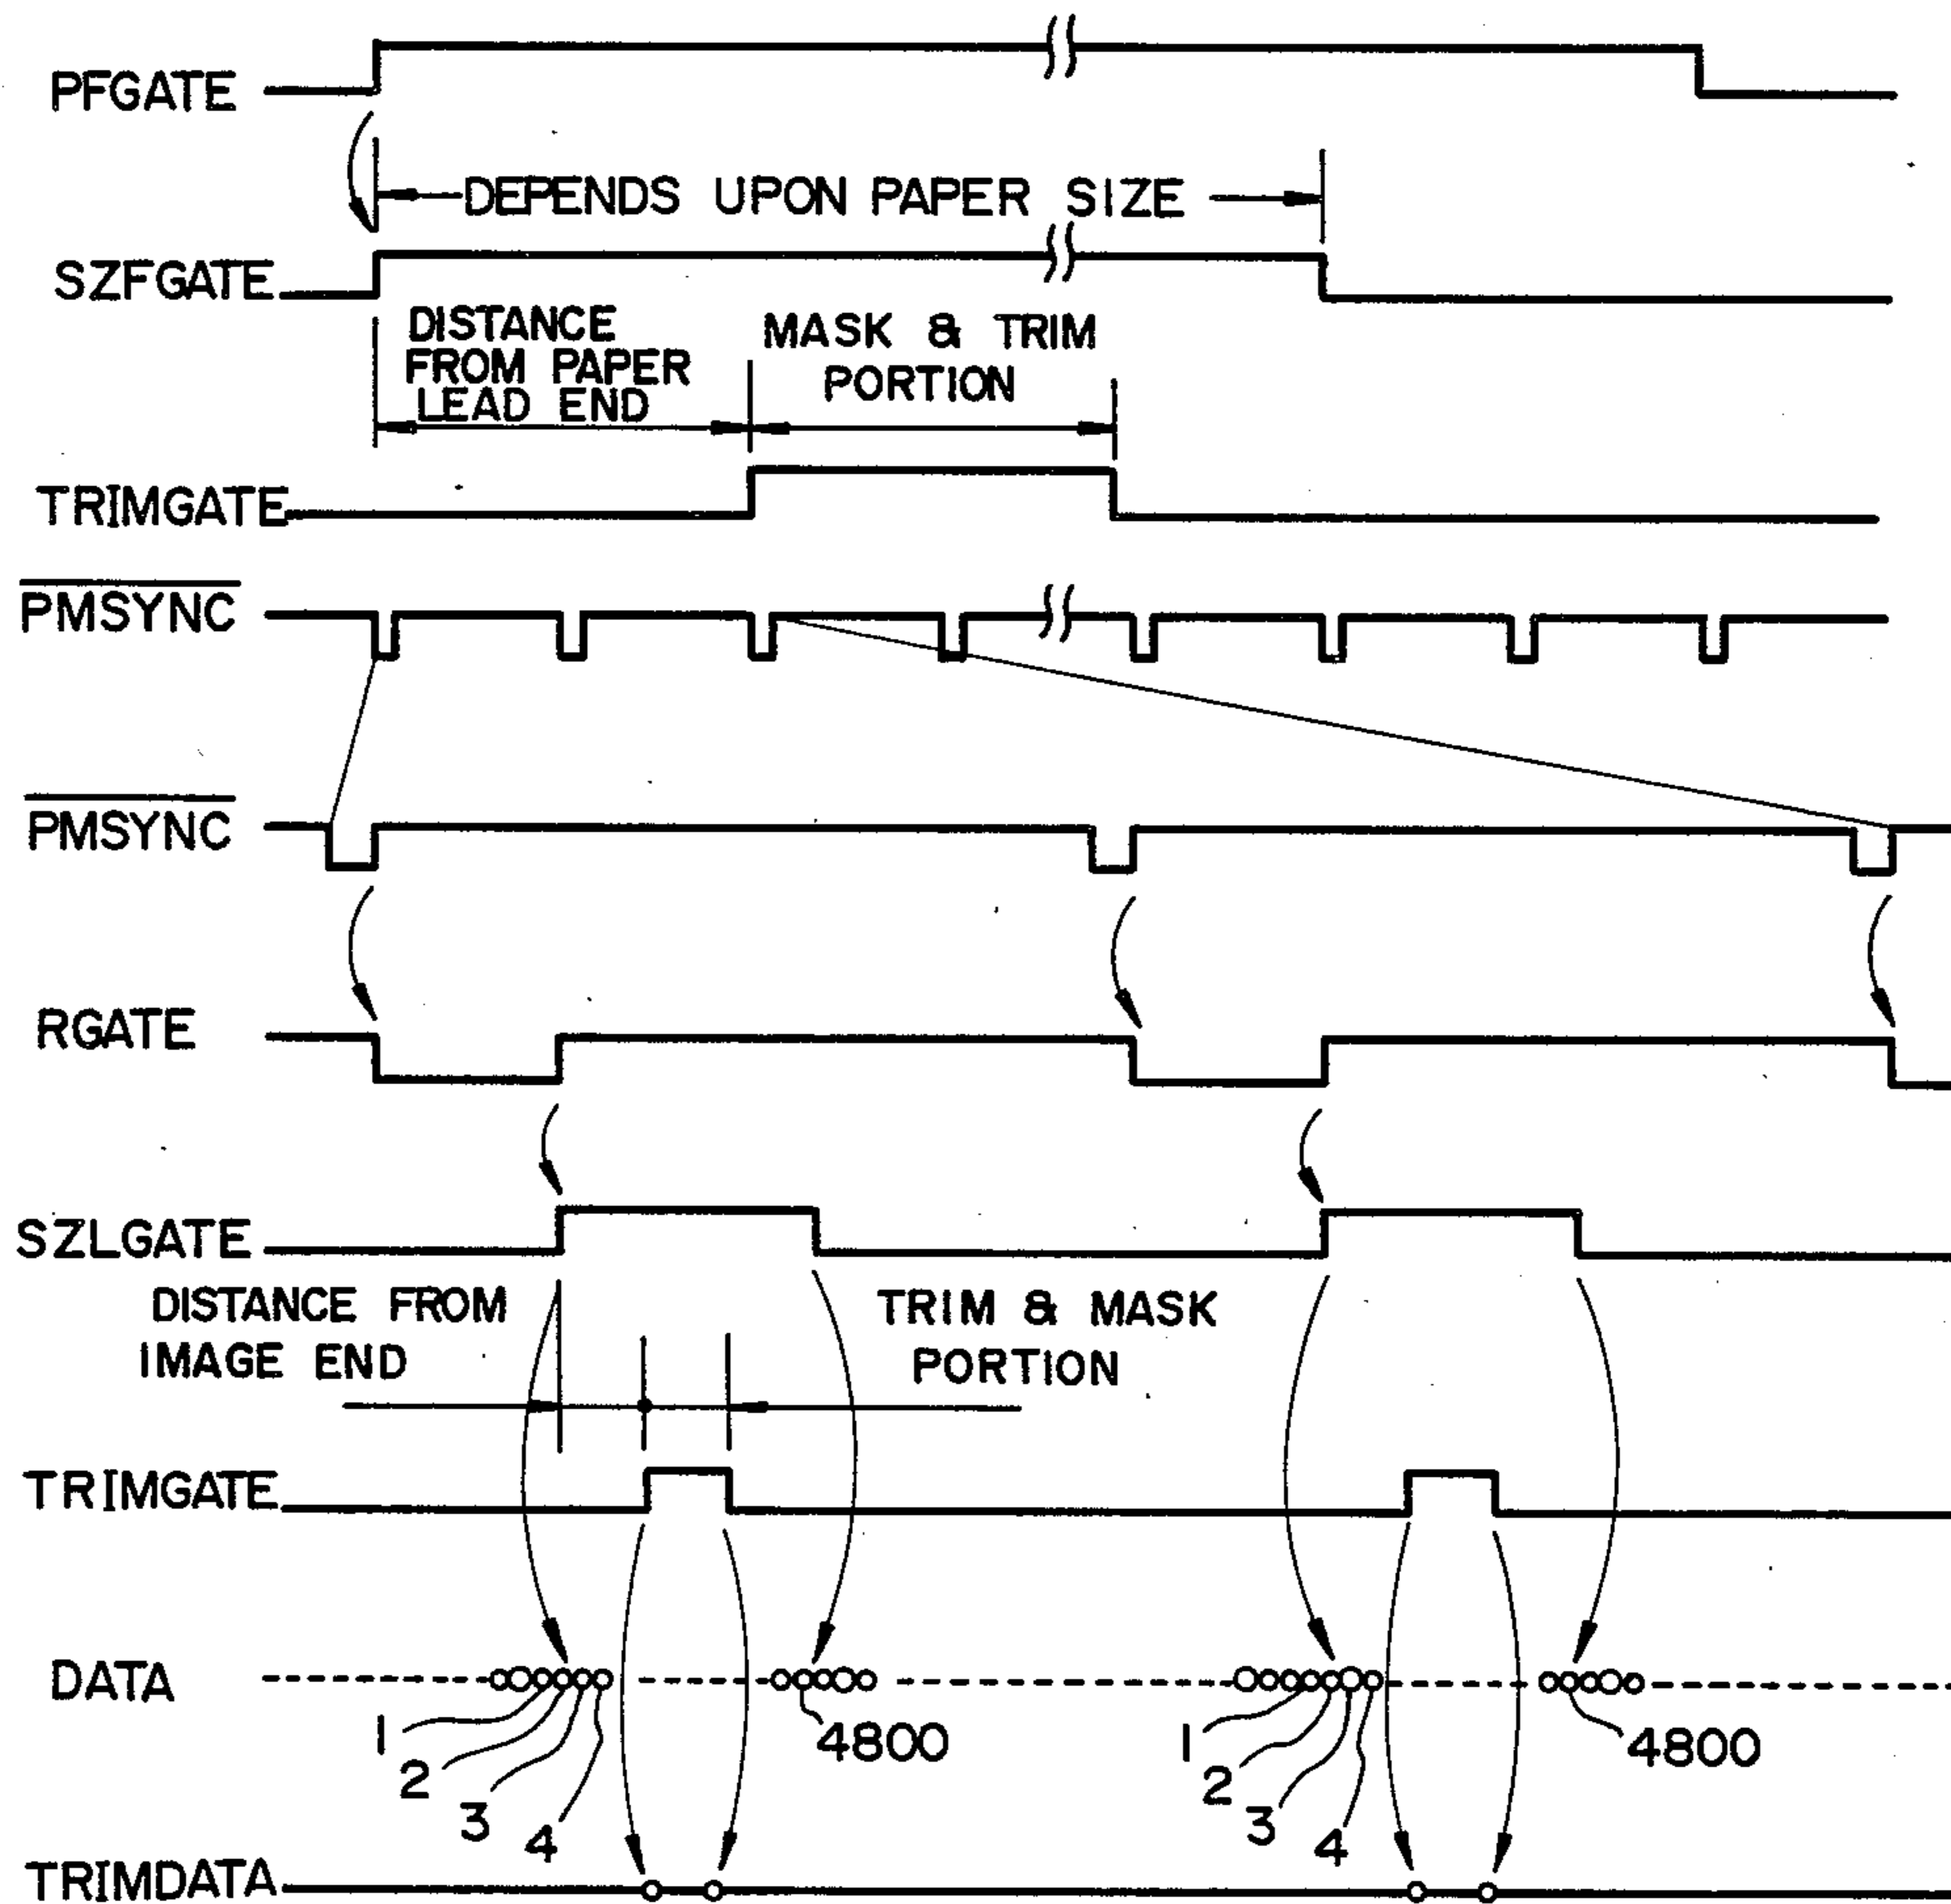 PFGATE
DEPENDS UPON PAPER SIZE
SZFGATE
DISTANCE
FROM PAPER
LEAD END
MASK & TRIM
PORTION
TRIMGATE
PMSYNC
PMSYNC
RGATE
SZLGATE
DISTANCE FROM
IMAGE END
TRIM & MASK
PORTION
TRIMGATE
DATA
1
2
3
4
4800
1
2
3
4
4800
TRIMDATA